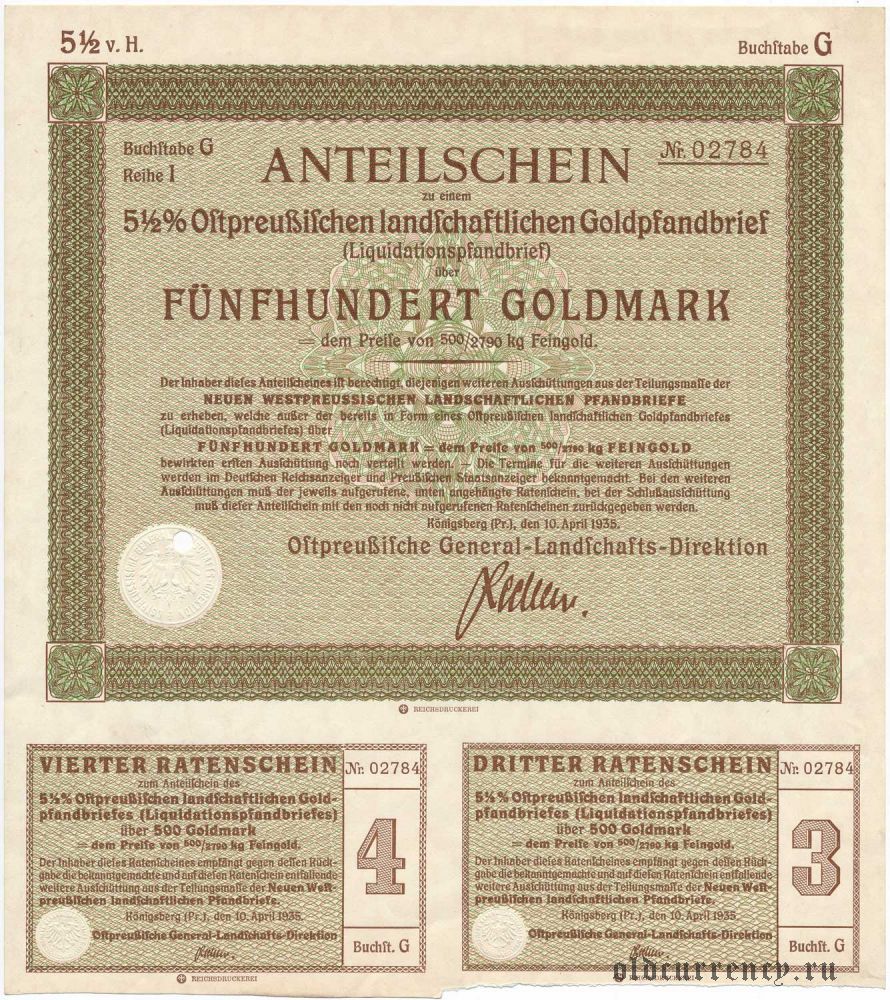 5½ v. H.
Buchſtabe G
Buchſtabe G
Reihe I
Nr. 02784
ANTEILSCHEIN
zu einem
5½% Oſtpreußiſchen landſchaftlichen Goldpfandbrief
(Liquidationspfandbrief)
über
FÜNFHUNDERT GOLDMARK
= dem Preiſe von 500/2790 kg Feingold.
Der Inhaber dieſes Anteilſcheines iſt berechtigt, diejenigen weiteren Ausſchüttungen aus der Teilungsmaſſe der
NEUEN WESTPREUSSISCHEN LANDSCHAFTLICHEN PFANDBRIEFE
zu erheben, welche außer der bereits in Form eines Oſtpreußiſchen landſchaftlichen Goldpfandbriefes
(Liquidationspfandbriefes) über
FÜNFHUNDERT GOLDMARK = dem Preiſe von 500/2790 kg FEINGOLD
bewirkten erſten Ausſchüttung noch verteilt werden. — Die Termine für die weiteren Ausſchüttungen
werden im Deutſchen Reichsanzeiger und Preußiſchen Staatsanzeiger bekanntgemacht. Bei den weiteren
Ausſchüttungen muß der jeweils aufgerufene, unten angehängte Ratenſchein, bei der Schlußausſchüttung
muß dieſer Anteilſchein mit den noch nicht aufgerufenen Ratenſcheinen zurückgegeben werden.
Königsberg (Pr.), den 10. April 1935.
Oſtpreußiſche General-Landſchafts-Direktion
REICHSDRUCKEREI
VIERTER RATENSCHEIN
Nr. 02784
zum Anteilſchein des
5½% Oſtpreußiſchen landſchaftlichen Gold-
pfandbriefes (Liquidationspfandbriefes)
über 500 Goldmark
= dem Preiſe von 500/2790 kg Feingold.
Der Inhaber dieſes Ratenſcheines empfängt gegen deſſen Rück-
gabe die bekanntgemachte und auf dieſen Ratenſchein entfallende
weitere Ausſchüttung aus der Teilungsmaſſe der Neuen Weſt-
preußiſchen landſchaftlichen Pfandbriefe.
Königsberg (Pr.), den 10. April 1935.
Oſtpreußiſche General-Landſchafts-Direktion
4
Buchſt. G
REICHSDRUCKEREI
DRITTER RATENSCHEIN
Nr. 02784
zum Anteilſchein des
5½% Oſtpreußiſchen landſchaftlichen Gold-
pfandbriefes (Liquidationspfandbriefes)
über 500 Goldmark
= dem Preiſe von 500/2790 kg Feingold.
Der Inhaber dieſes Ratenſcheines empfängt gegen deſſen Rück-
gabe die bekanntgemachte und auf dieſen Ratenſchein entfallende
weitere Ausſchüttung aus der Teilungsmaſſe der Neuen Weſt-
preußiſchen landſchaftlichen Pfandbriefe.
Königsberg (Pr.), den 10. April 1935.
Oſtpreußiſche General-Landſchafts-Direktion
3
Buchſt. G
REICHSDRUCKEREI
oldcurrency.ru